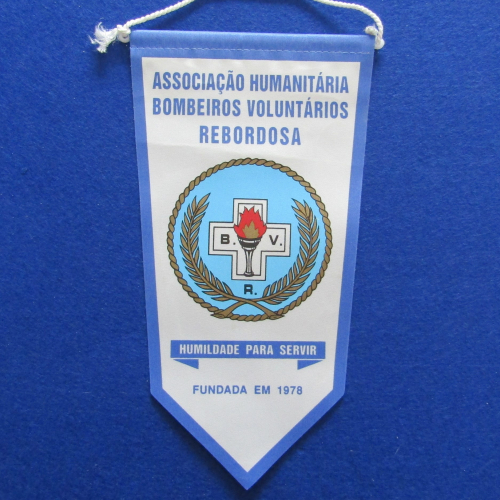 ASSOCIAÇÃO HUMANITÁRIA
BOMBEIROS VOLUNTÁRIOS
REBORDOSA
B. V.
R.
HUMILDADE PARA SERVIR
FUNDADA EM 1978